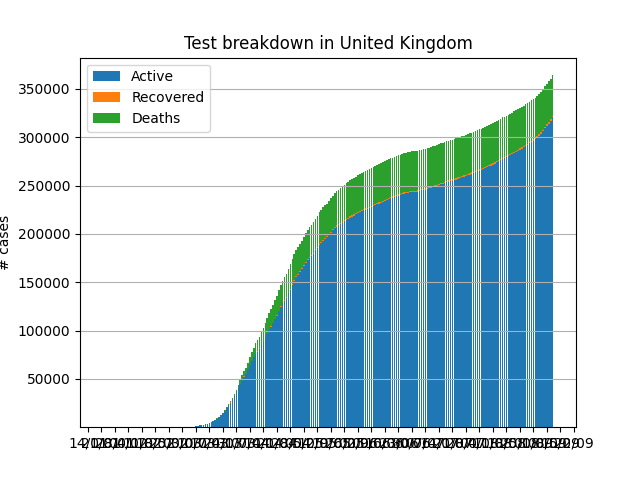 Test breakdown in United Kingdom
Active
Recovered
Deaths
# cases
350000
300000
250000
200000
150000
100000
50000